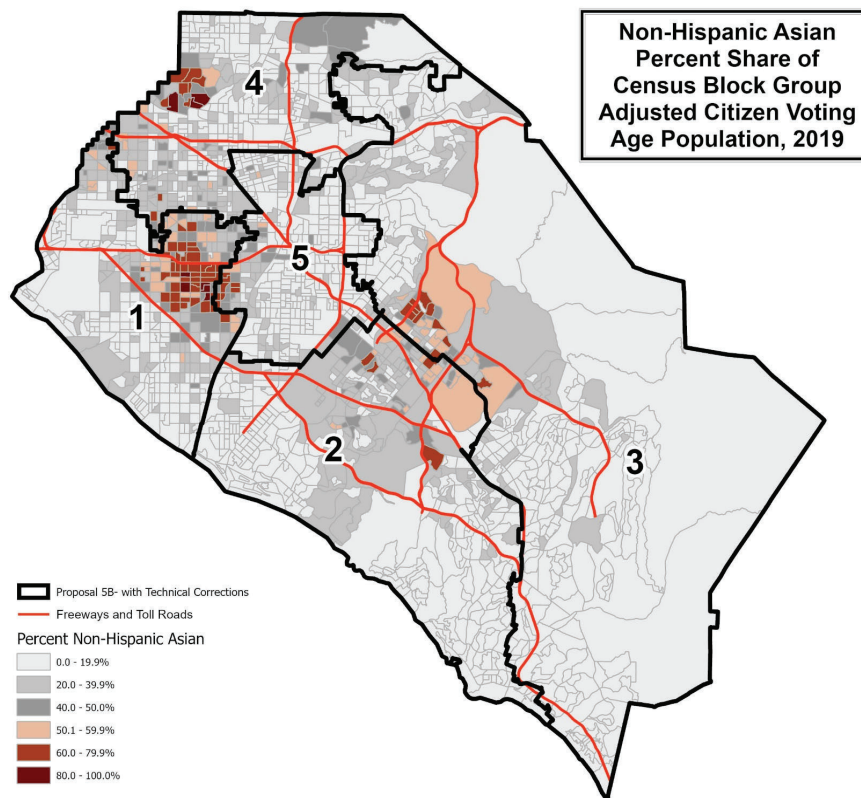 Non-Hispanic Asian
Percent Share of
Census Block Group
Adjusted Citizen Voting
Age Population, 2019
4
5
1
2
3
Proposal 5B- with Technical Corrections
Freeways and Toll Roads
Percent Non-Hispanic Asian
0.0 - 19.9%
20.0 - 39.9%
40.0 - 50.0%
50.1 - 59.9%
60.0 - 79.9%
80.0 - 100.0%